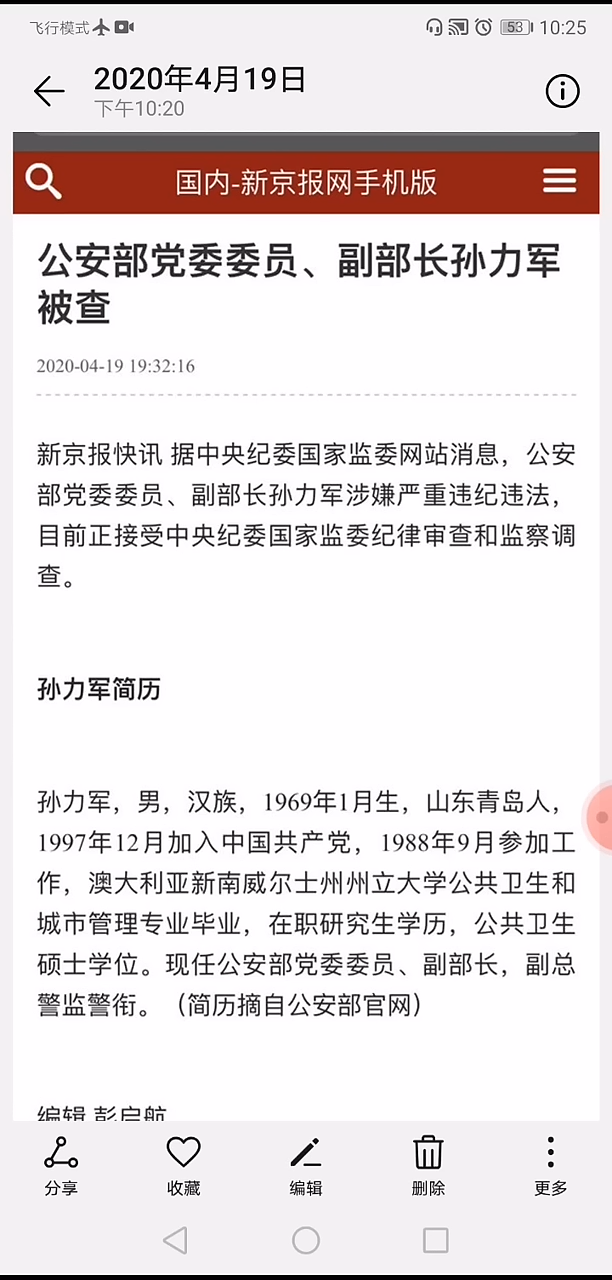 飞行模式 53 10:25
2020年4月19日
下午10:20
国内-新京报网手机版
公安部党委委员、副部长孙力军
被查
2020-04-19 19:32:16
新京报快讯 据中央纪委国家监委网站消息，公安
部党委委员、副部长孙力军涉嫌严重违纪违法，
目前正接受中央纪委国家监委纪律审查和监察调
查。
孙力军简历
孙力军，男，汉族，1969年1月生，山东青岛人，
1997年12月加入中国共产党，1988年9月参加工
作，澳大利亚新南威尔士州州立大学公共卫生和
城市管理专业毕业，在职研究生学历，公共卫生
硕士学位。现任公安部党委委员、副部长，副总
警监警衔。（简历摘自公安部官网）
编辑 彭启航
分享 收藏 编辑 删除 更多